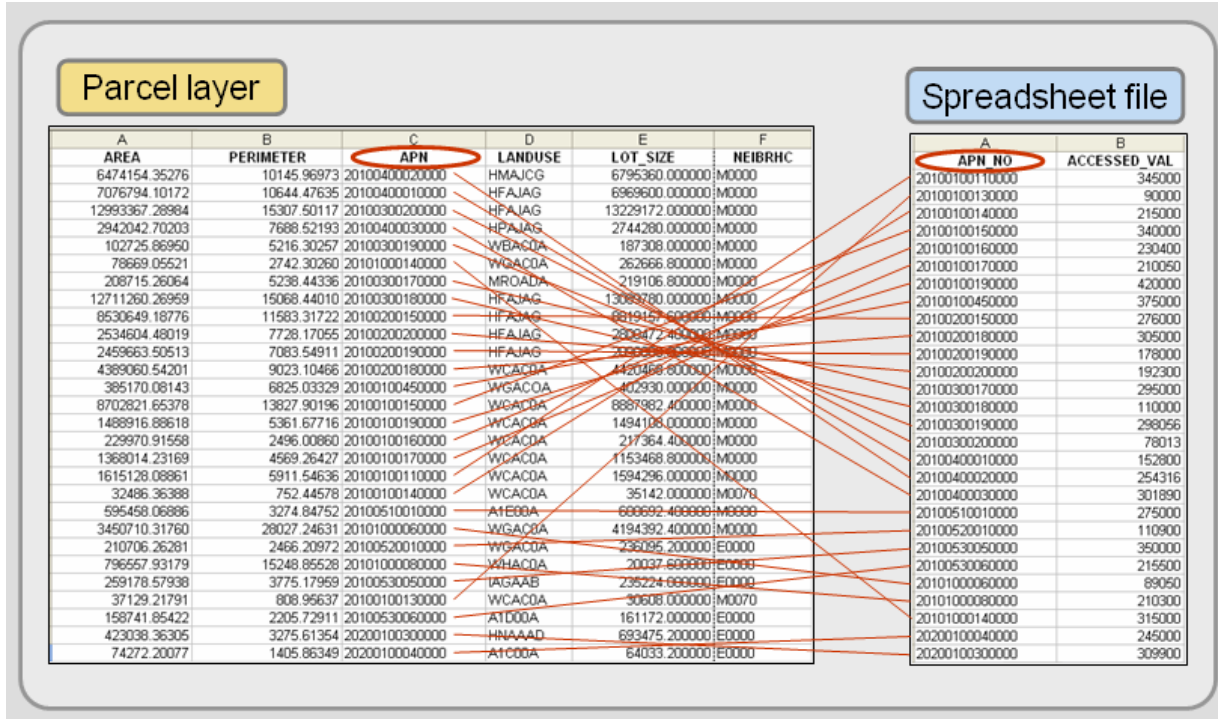 Parcel layer
Spreadsheet file
A B C D E F
AREA PERIMETER APN LANDUSE LOT_SIZE NEIBRHC
6474154.35276 10145.96973 20100400020000 HMAJCG 6795360.000000 M0000
7076794.10172 10644.47635 20100400010000 HFAJAG 6969600.000000 M0000
12993367.28984 15307.50117 20100300200000 HFAJAG 13229172.000000 M0000
2942042.70203 7688.52193 20100400030000 HPAJAG 2744280.000000 M0000
102725.86950 5216.30257 20100300190000 WBAC0A 187308.000000 M0000
78669.05521 2742.30260 20101000140000 WGAC0A 262666.800000 M0000
208715.26064 5238.44336 20100300170000 MROADA 219106.800000 M0000
12711260.26959 15068.44010 20100300180000 HFAJAG 13089780.000000 M0000
8530649.18776 11583.31722 20100200150000 HFAJAG 8819157.600000 M0000
2534604.48019 7728.17055 20100200200000 HFAJAG 2809472.400000 M0000
2459663.50513 7083.54911 20100200190000 HFAJAG M0000
4389060.54201 9023.10466 20100200180000 WCAC0A 4420468.800000 M0000
385170.08143 6825.03329 20100100450000 WGACOA 402930.000000 M0000
8702821.65378 13827.90196 20100100150000 WCAC0A 8887982.400000 M0000
1488916.88618 5361.67716 20100100190000 WCAC0A 1494108.000000 M0000
229970.91558 2496.00860 20100100160000 WCAC0A 217364.400000 M0000
1368014.23169 4569.26427 20100100170000 WCAC0A 1153468.800000 M0000
1615128.08861 5911.54636 20100100110000 WCAC0A 1594296.000000 M0000
32486.36388 752.44578 20100100140000 WCAC0A 35142.000000 M0070
595458.06886 3274.84752 20100510010000 A1E00A 600692.400000 M0000
3450710.31760 28027.24631 20101000060000 WGAC0A 4194392.400000 M0000
210706.26281 2466.20972 20100520010000 WGAC0A 236095.200000 E0000
796557.93179 15248.85528 20101000080000 WHAC0A 20037.600000 E0000
259178.57938 3775.17959 20100530050000 IAGAAB 235224.000000 E0000
37129.21791 808.95637 20100100130000 WCAC0A 30608.000000 M0070
158741.85422 2205.72911 20100530060000 A1D00A 161172.000000 E0000
423038.36305 3275.61354 20200100300000 HNAAAD 693475.200000 E0000
74272.20077 1405.86349 20200100040000 A1C00A 64033.200000 E0000
A B
APN_NO ACCESSED_VAL
20100100110000 345000
20100100130000 90000
20100100140000 215000
20100100150000 340000
20100100160000 230400
20100100170000 210050
20100100190000 420000
20100100450000 375000
20100200150000 276000
20100200180000 305000
20100200190000 178000
20100200200000 192300
20100300170000 295000
20100300180000 110000
20100300190000 298056
20100300200000 78013
20100400010000 152800
20100400020000 254316
20100400030000 301890
20100510010000 275000
20100520010000 110900
20100530050000 350000
20100530060000 215500
20101000060000 89050
20101000080000 210300
20101000140000 315000
20200100040000 245000
20200100300000 309900